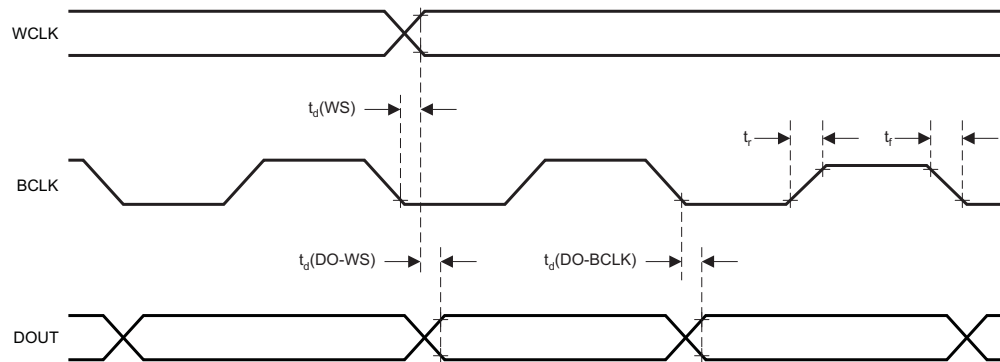 WCLK
t_d(WS)
t_r
t_f
BCLK
t_d(DO-WS)
t_d(DO-BCLK)
DOUT